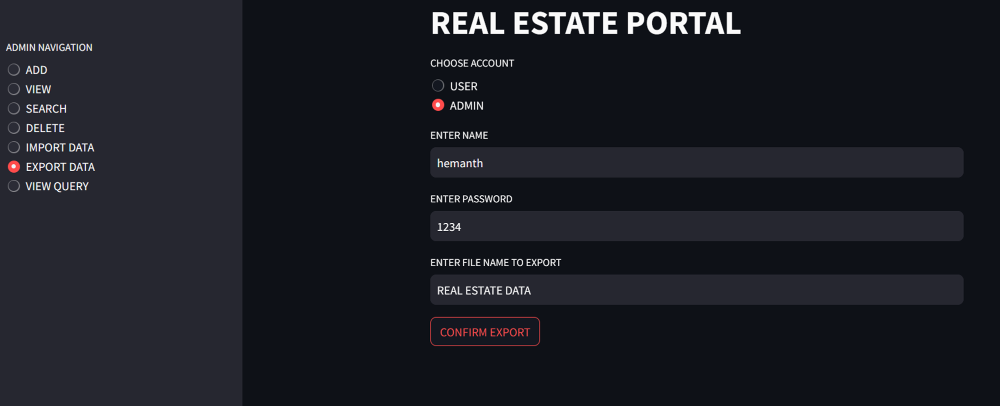 ADMIN NAVIGATION
ADD
VIEW
SEARCH
DELETE
IMPORT DATA
EXPORT DATA
VIEW QUERY
REAL ESTATE PORTAL
CHOOSE ACCOUNT
USER
ADMIN
ENTER NAME
hemanth
ENTER PASSWORD
1234
ENTER FILE NAME TO EXPORT
REAL ESTATE DATA
CONFIRM EXPORT